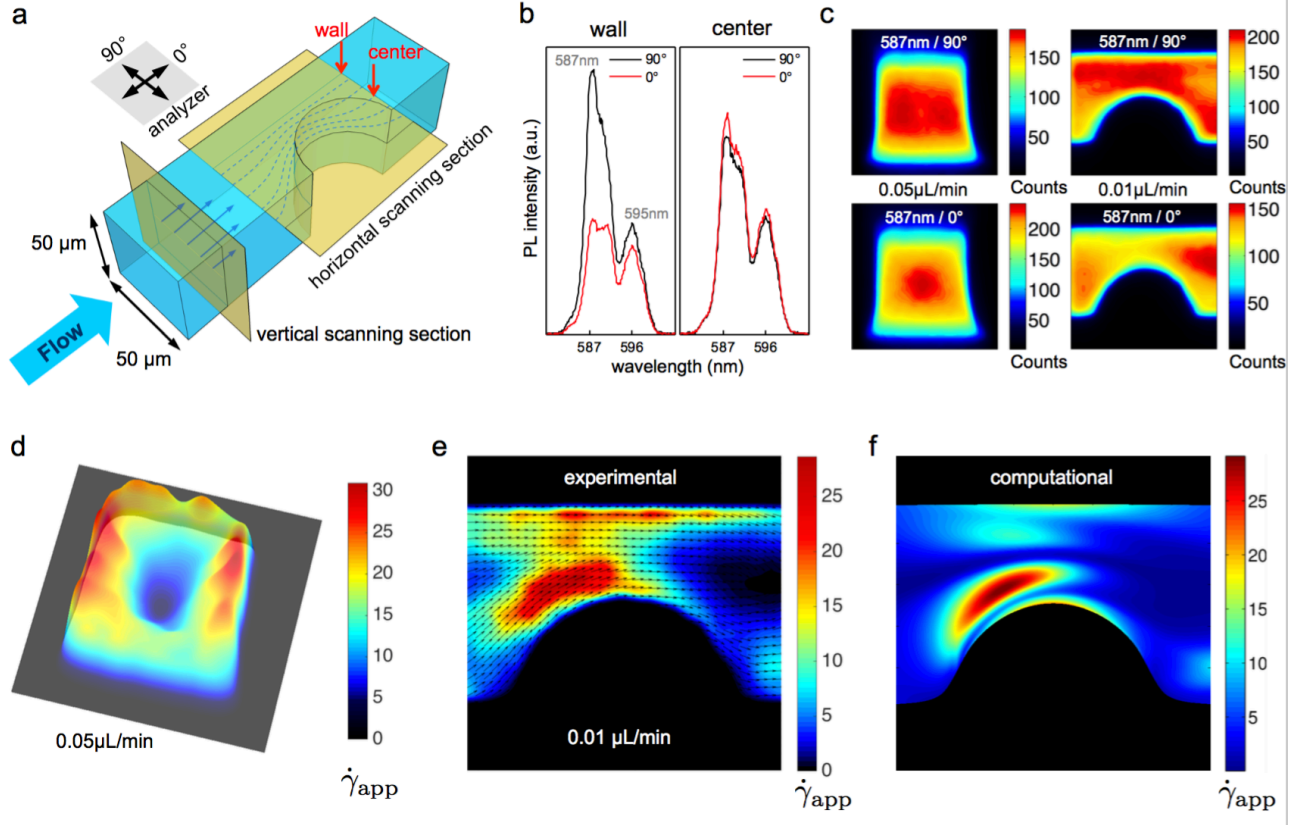 a
90°
0°
analyzer
wall
center
horizontal scanning section
50 µm
50 µm
Flow
vertical scanning section
b
wall
center
587nm
90°
0°
90°
0°
595nm
PL intensity (a.u.)
587
596
587
596
wavelength (nm)
c
587nm / 90°
150
100
50
587nm / 90°
200
150
100
50
0.05µL/min
Counts
0.01µL/min
Counts
587nm / 0°
200
150
100
50
587nm / 0°
150
100
50
Counts
Counts
d
30
25
20
15
10
5
0
0.05µL/min
γ̇app
e
experimental
25
20
15
10
5
0
0.01 µL/min
γ̇app
f
computational
25
20
15
10
5
γ̇app